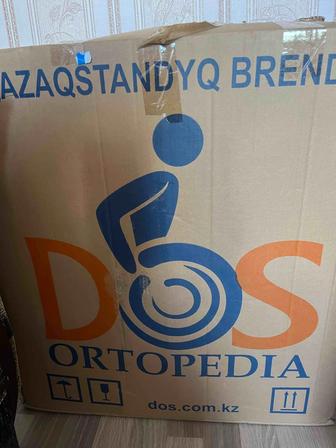 AZAQSTANDYQ BREND
DOS
ORTOPEDIA
dos.com.kz